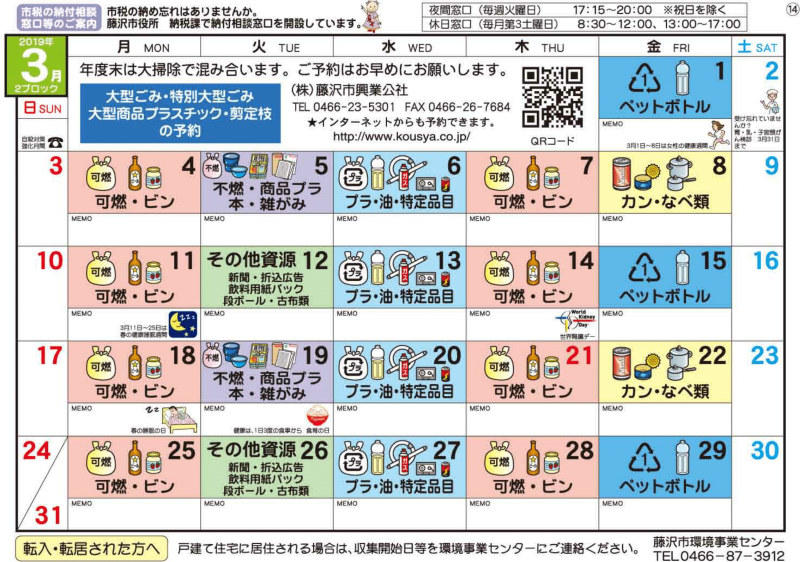 市税の納付相談
窓口等のご案内
市税の納め忘れはありませんか。
藤沢市役所 納税課で納付相談窓口を開設しています。
夜間窓口(毎週火曜日) 17:15~20:00 ※祝日を除く
休日窓口(毎月第3土曜日) 8:30~12:00、13:00~17:00
⑭
2019年
3月
2ブロック
日 SUN
月 MON
火 TUE
水 WED
木 THU
金 FRI
土 SAT
自殺対策
強化月間
年度末は大掃除で混み合います。ご予約はお早めにお願いします。
大型ごみ・特別大型ごみ
大型商品プラスチック・剪定枝
の予約
(株)藤沢市興業公社
TEL 0466-23-5301 FAX 0466-26-7684
★インターネットからも予約できます。
http://www.kousya.co.jp/
QRコード
1
1
ペットボトル
MEMO
3月1日~8日は女性の健康週間
2
受け忘れていませ
んか?
胃・乳・子宮頸が
ん検診 3月31日
まで
3
可燃
4
可燃・ビン
MEMO
不燃
5
不燃・商品プラ
本・雑がみ
MEMO
プラ
6
プラ・油・特定品目
MEMO
可燃
7
可燃・ビン
MEMO
8
カン・なべ類
MEMO
9
10
可燃
11
可燃・ビン
MEMO
3月11日~25日は
春の健康睡眠週間
その他資源 12
新聞・折込広告
飲料用紙パック
段ボール・古布類
MEMO
プラ
13
プラ・油・特定品目
MEMO
可燃
14
可燃・ビン
MEMO
World
Kidney
Day
世界腎臓デー
1
15
ペットボトル
MEMO
16
17
可燃
18
可燃・ビン
MEMO
春の睡眠の日
不燃
19
不燃・商品プラ
本・雑がみ
MEMO
健康は、1日3度の食事から 食育の日
プラ
20
プラ・油・特定品目
MEMO
可燃
21
可燃・ビン
MEMO
22
カン・なべ類
MEMO
23
24
31
可燃
25
可燃・ビン
MEMO
その他資源 26
新聞・折込広告
飲料用紙パック
段ボール・古布類
MEMO
プラ
27
プラ・油・特定品目
MEMO
可燃
28
可燃・ビン
MEMO
1
29
ペットボトル
MEMO
30
転入・転居された方へ
戸建て住宅に居住される場合は、収集開始日等を環境事業センターにご連絡ください。
藤沢市環境事業センター
TEL0466-87-3912